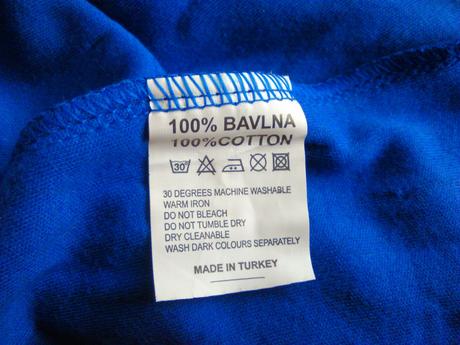 100% BAVLNA
100%COTTON
30°
30 DEGREES MACHINE WASHABLE
WARM IRON
DO NOT BLEACH
DO NOT TUMBLE DRY
DRY CLEANABLE
WASH DARK COLOURS SEPARATELY
MADE IN TURKEY